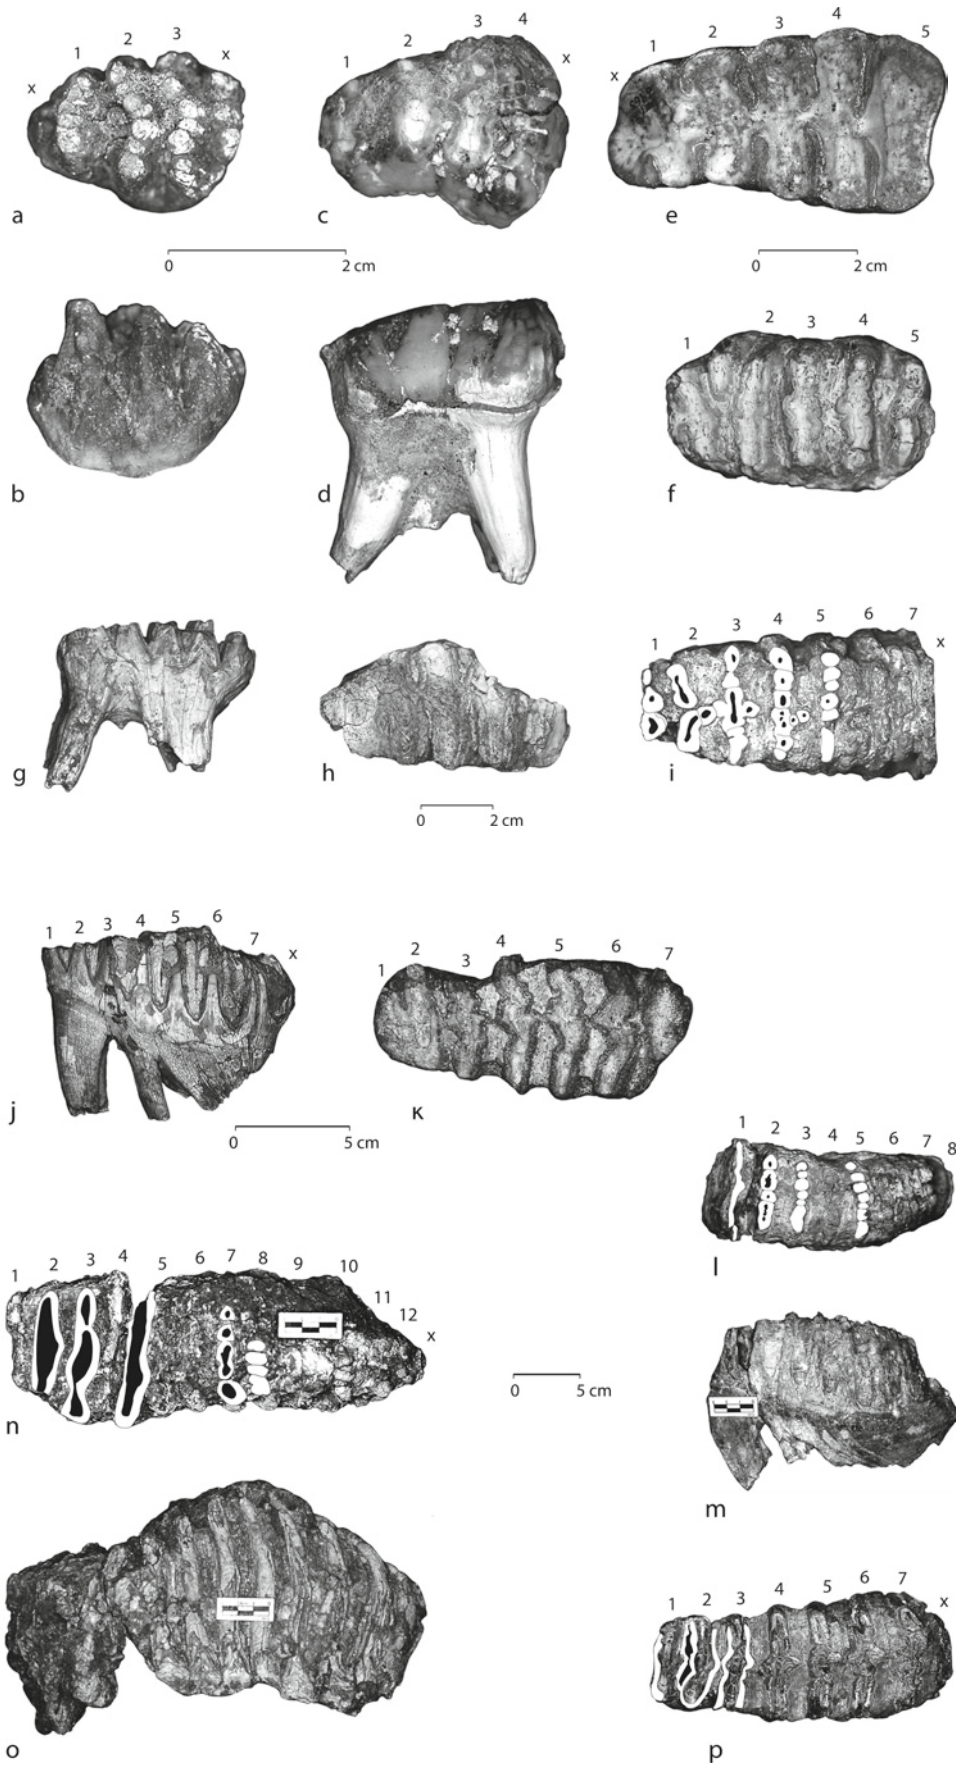 1 2 3 x x
a
1 2 3 4 x
c
x 1 2 3 4 5
e
0 2 cm
0 2 cm
b
d
1 2 3 4 5
f
g
h
0 2 cm
1 2 3 4 5 6 7 x
i
1 2 3 4 5 6 7 x
j
0 5 cm
1 2 3 4 5 6 7
к
1 2 3 4 5 6 7 8
l
1 2 3 4 5 6 7 8 9 10 11 12 x
n
0 5 cm
m
o
1 2 3 4 5 6 7 x
p